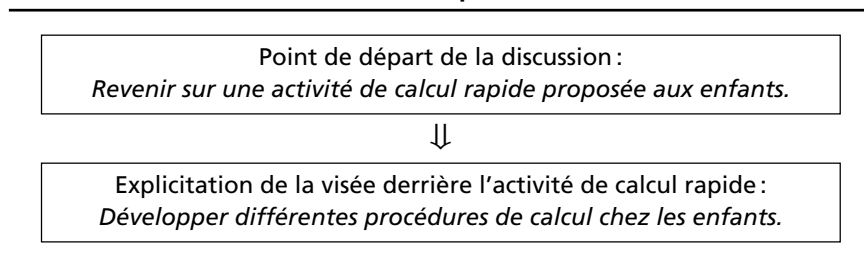 Point de départ de la discussion :
Revenir sur une activité de calcul rapide proposée aux enfants.
⇓
Explicitation de la visée derrière l’activité de calcul rapide :
Développer différentes procédures de calcul chez les enfants.